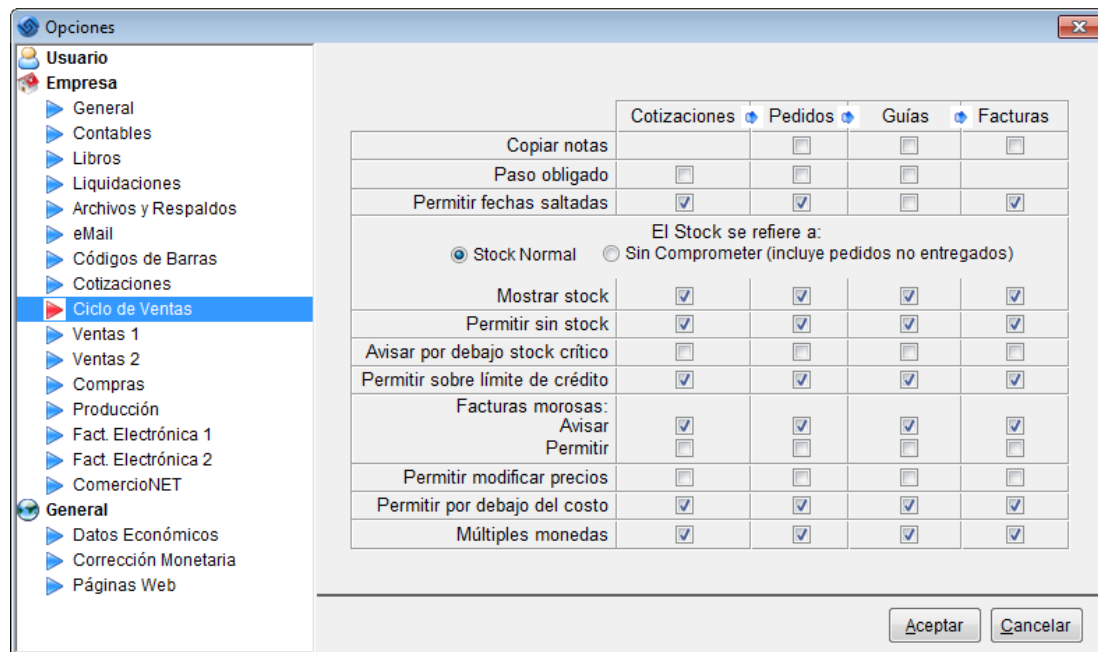 Opciones
Usuario
Empresa
General
Contables
Libros
Liquidaciones
Archivos y Respaldos
eMail
Códigos de Barras
Cotizaciones
Ciclo de Ventas
Ventas 1
Ventas 2
Compras
Producción
Fact. Electrónica 1
Fact. Electrónica 2
ComercioNET
General
Datos Económicos
Corrección Monetaria
Páginas Web
Cotizaciones Pedidos Guías Facturas
Copiar notas
Paso obligado
Permitir fechas saltadas
El Stock se refiere a:
Stock Normal Sin Comprometer (incluye pedidos no entregados)
Mostrar stock
Permitir sin stock
Avisar por debajo stock crítico
Permitir sobre límite de crédito
Facturas morosas:
Avisar
Permitir
Permitir modificar precios
Permitir por debajo del costo
Múltiples monedas
Aceptar Cancelar